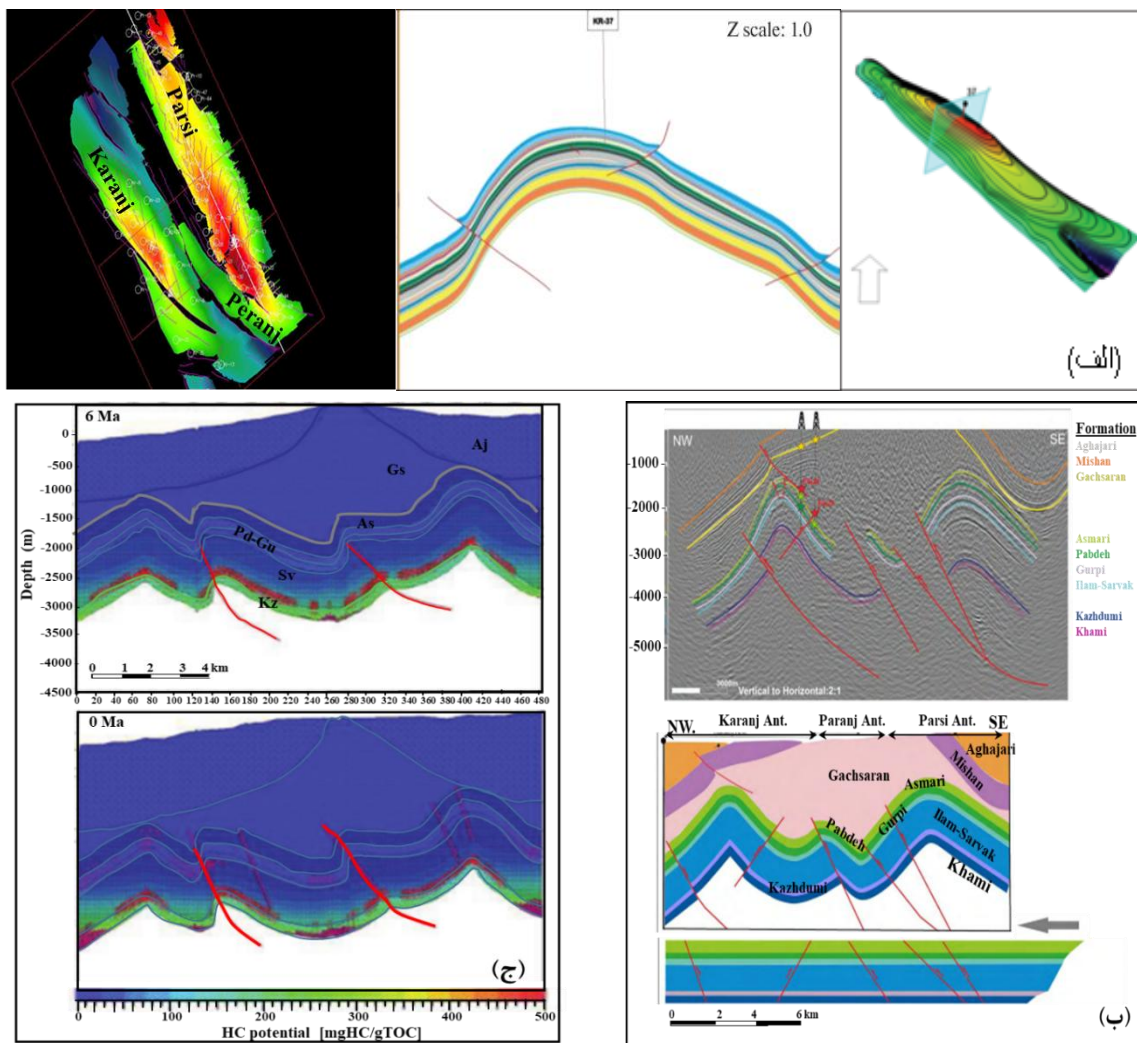 Karanj
Parsi
Peranj
KR-37
Z scale: 1.0
37
(الف)
6 Ma
Aj
Gs
As
Pd-Gu
Sv
Kz
Depth (m)
0
-500
-1000
-1500
-2000
-2500
-3000
-3500
-4000
-4500
0 1 2 3 4 km
0 20 40 60 80 100 120 140 160 180 200 220 240 260 280 300 320 340 360 380 400 420 440 460 480
0 Ma
(ج)
0 100 200 300 400 500
HC potential [mgHC/gTOC]
NW SE
-1000
-2000
-3000
-4000
-5000
Vertical to Horizontal:2:1
Formation
Aghajari
Mishan
Gachsaran
Asmari
Pabdeh
Gurpi
Ilam-Sarvak
Kazhdumi
Khami
NW. Karanj Ant. Paranj Ant. Parsi Ant. SE
Aghajari
Mishan
Gachsaran
Asmari
Gurpi
Pabdeh
Ilam-Sarvak
Kazhdumi
Khami
0 2 4 6 km
(ب)